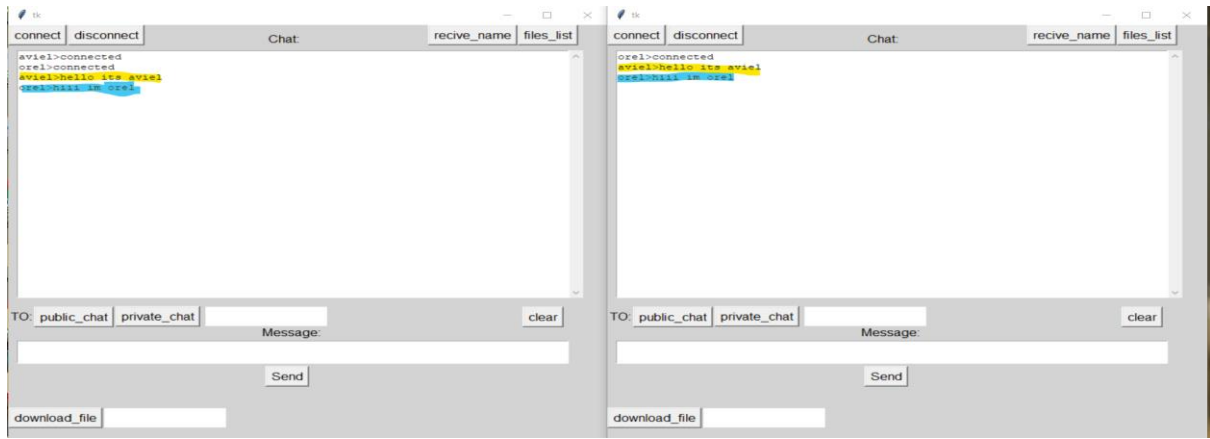 tk
connect disconnect Chat: recive_name files_list
aviel>connected
orel>connected
aviel>hello its aviel
orel>hiii im orel
TO: public_chat private_chat clear
Message:
Send
download_file
tk
connect disconnect Chat: recive_name files_list
orel>connected
aviel>hello its aviel
orel>hiii im orel
TO: public_chat private_chat clear
Message:
Send
download_file